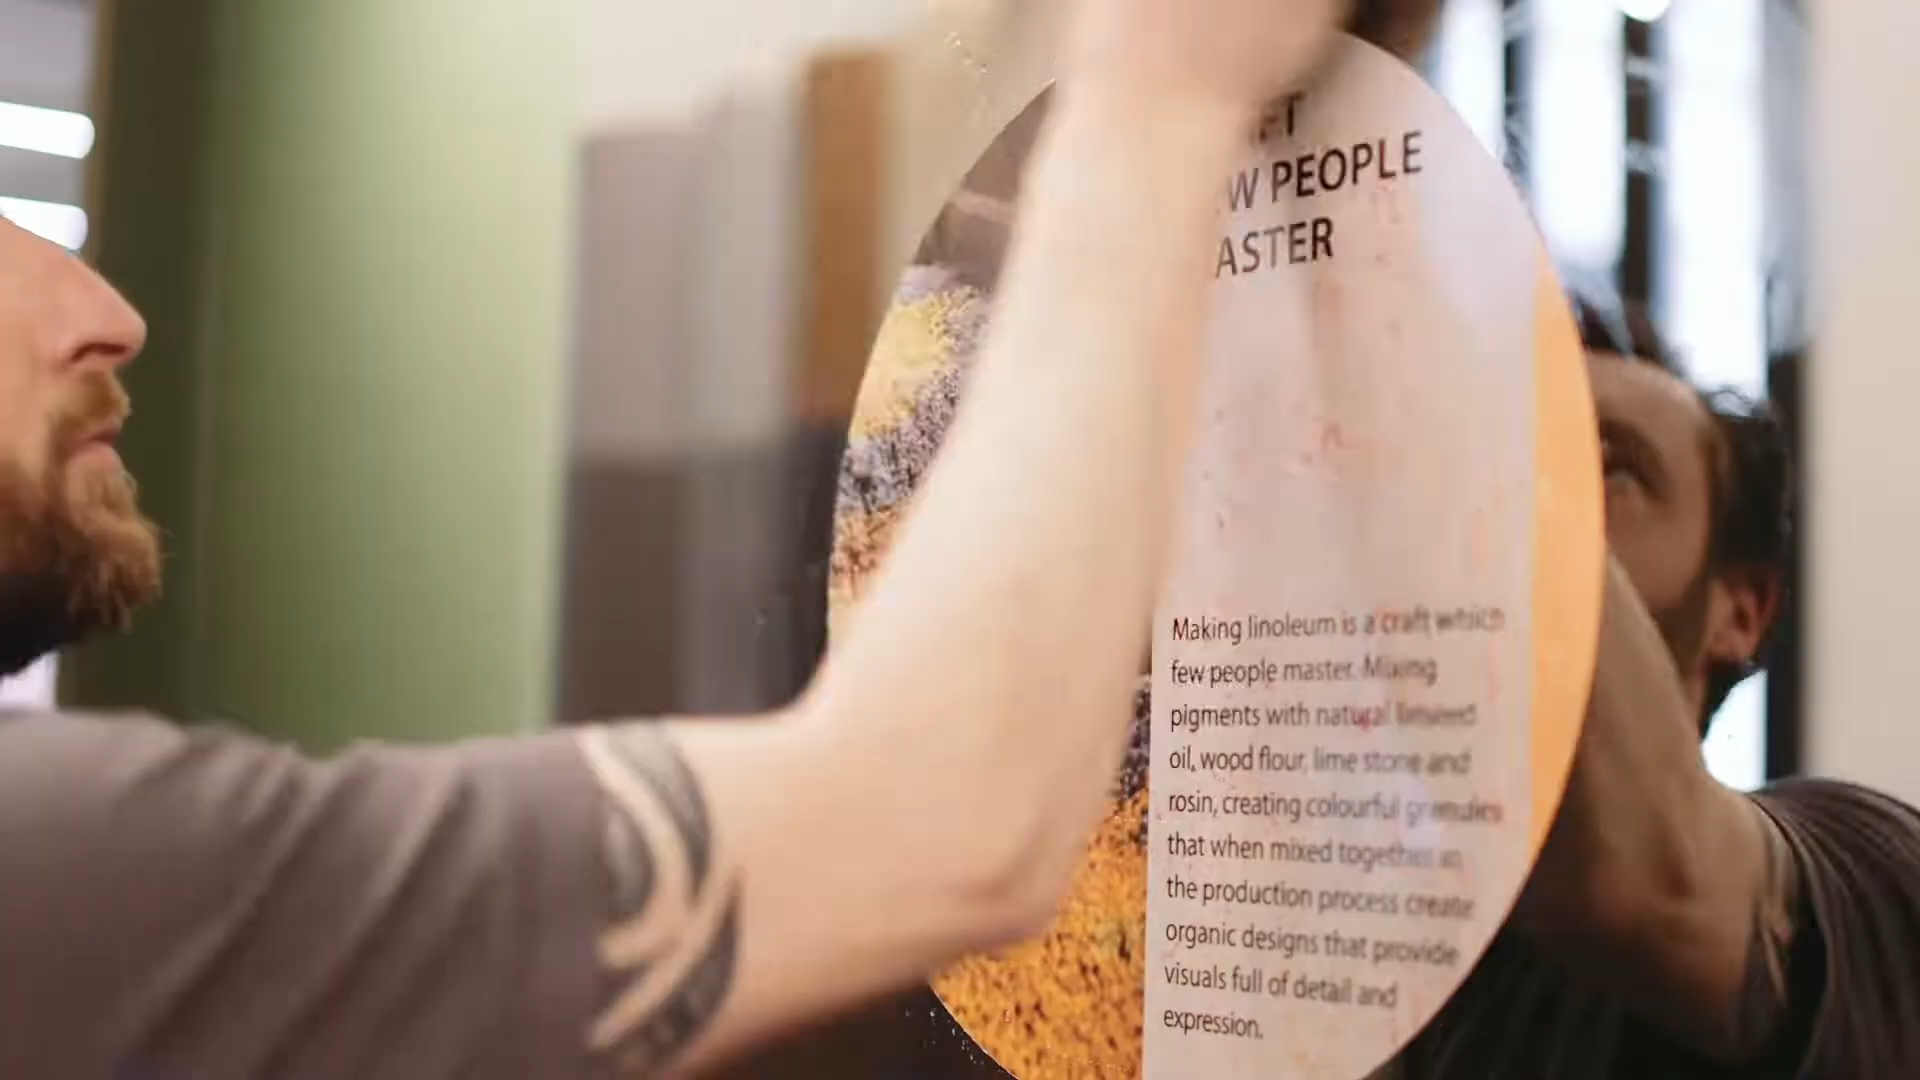 W PEOPLE
ASTER
Making linoleum is a craft which
few people master. Mixing
pigments with natural linseed
oil, wood flour, lime stone and
rosin, creating colourful granules
that when mixed together in
the production process create
organic designs that provide
visuals full of detail and
expression.